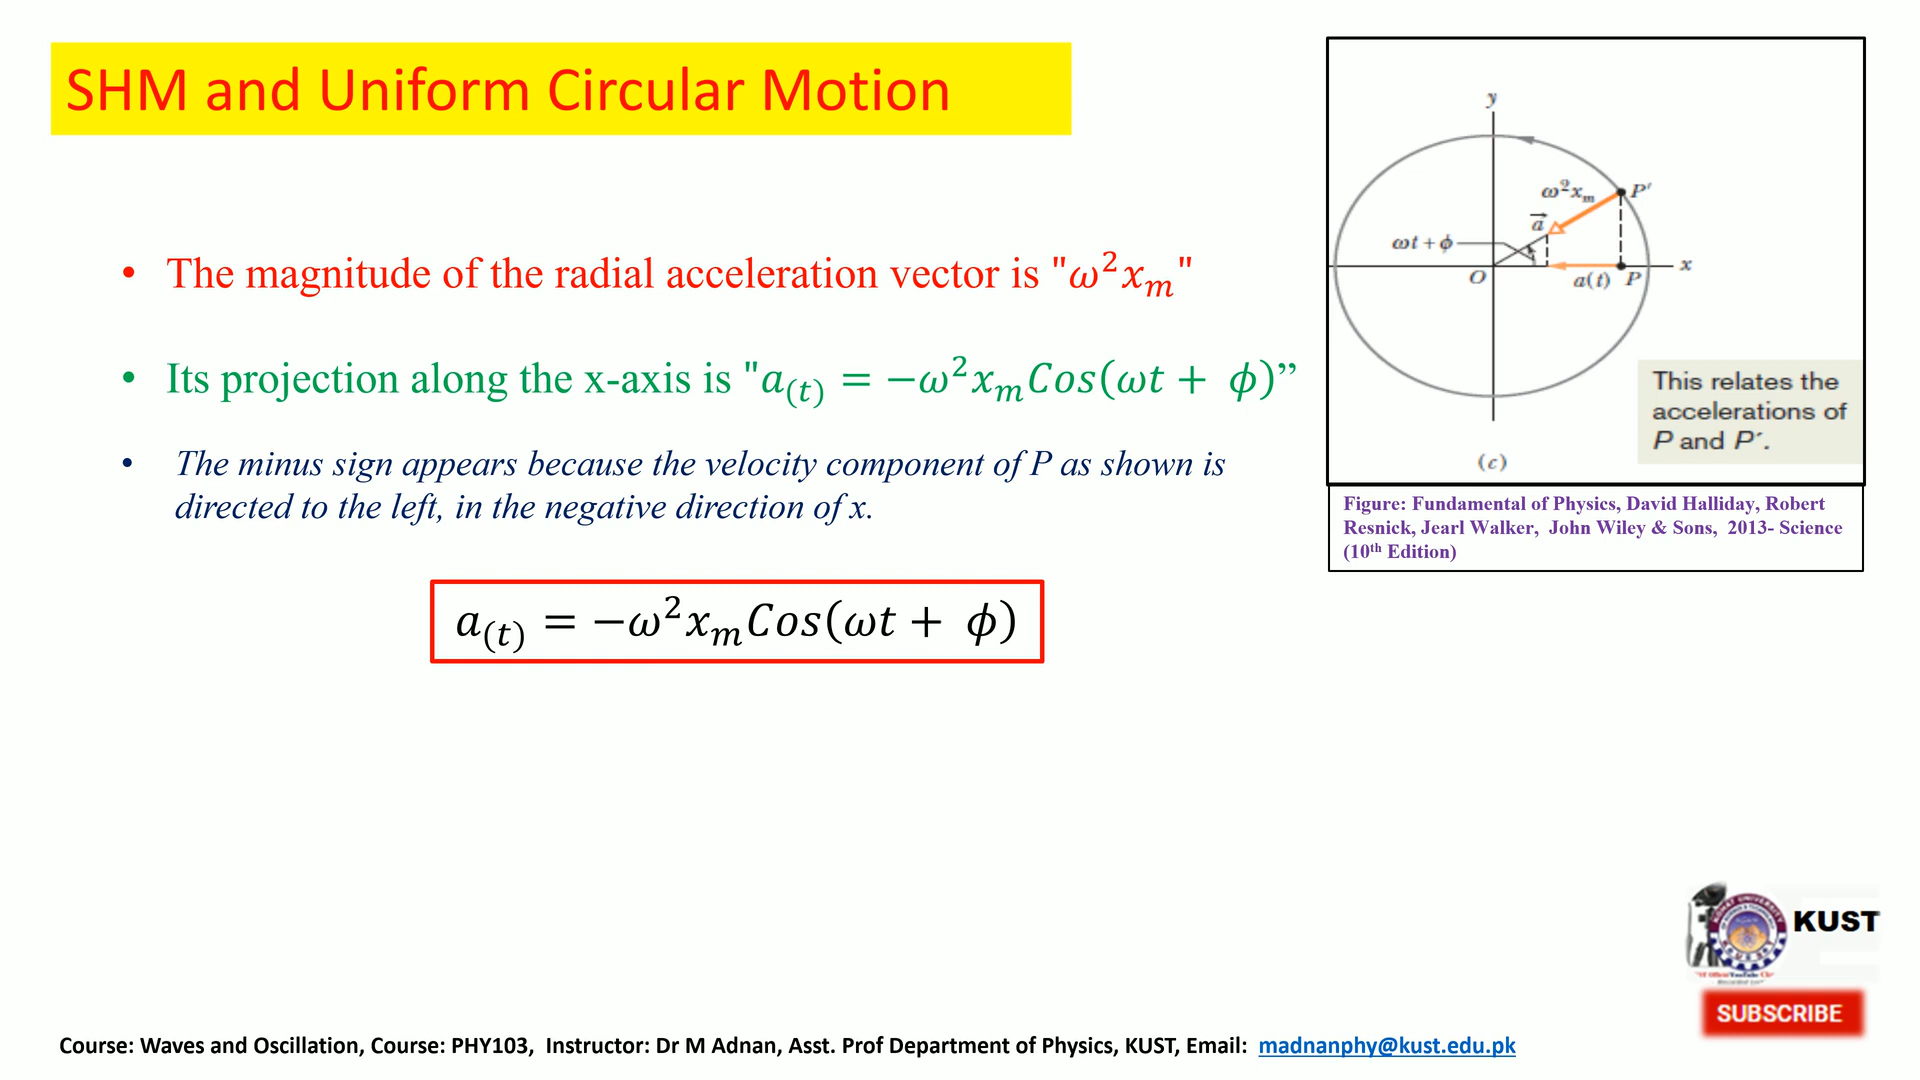 SHM and Uniform Circular Motion
• The magnitude of the radial acceleration vector is "ω²xₘ"
• Its projection along the x-axis is "a₍ₜ₎ = −ω²xₘCos(ωt + ϕ)”
• The minus sign appears because the velocity component of P as shown is
directed to the left, in the negative direction of x.
a₍ₜ₎ = −ω²xₘCos(ωt + ϕ)
y
ω²xₘ
P′
a⃗
ωt + ϕ
O
a(t)
P
x
This relates the
accelerations of
P and P´.
(c)
Figure: Fundamental of Physics, David Halliday, Robert
Resnick, Jearl Walker, John Wiley & Sons, 2013- Science
(10th Edition)
KUST
SUBSCRIBE
Course: Waves and Oscillation, Course: PHY103, Instructor: Dr M Adnan, Asst. Prof Department of Physics, KUST, Email: madnanphy@kust.edu.pk